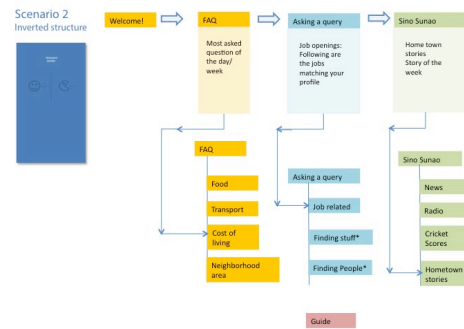 Scenario 2
Inverted structure
Welcome!
FAQ
Most asked
question of
the day/
week
Asking a query
Job openings:
Following are
the jobs
matching your
profile
Sino Sunao
Home town
stories
Story of the
week
FAQ
Food
Transport
Cost of
living
Neighborhood
area
Asking a query
Job related
Finding stuff*
Finding People*
Sino Sunao
News
Radio
Cricket
Scores
Hometown
stories
Guide